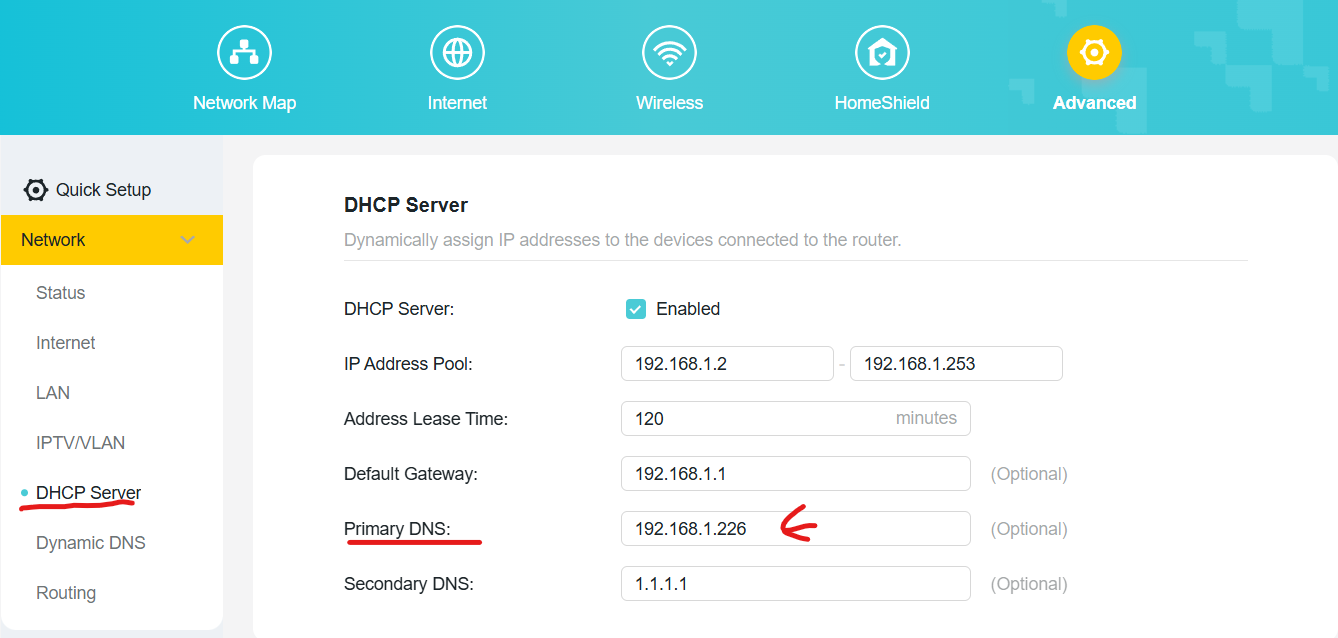 Network Map Internet Wireless HomeShield Advanced
Quick Setup
Network
Status
Internet
LAN
IPTV/VLAN
DHCP Server
Dynamic DNS
Routing
DHCP Server
Dynamically assign IP addresses to the devices connected to the router.
DHCP Server: Enabled
IP Address Pool: 192.168.1.2 - 192.168.1.253
Address Lease Time: 120 minutes
Default Gateway: 192.168.1.1 (Optional)
Primary DNS: 192.168.1.226 (Optional)
Secondary DNS: 1.1.1.1 (Optional)